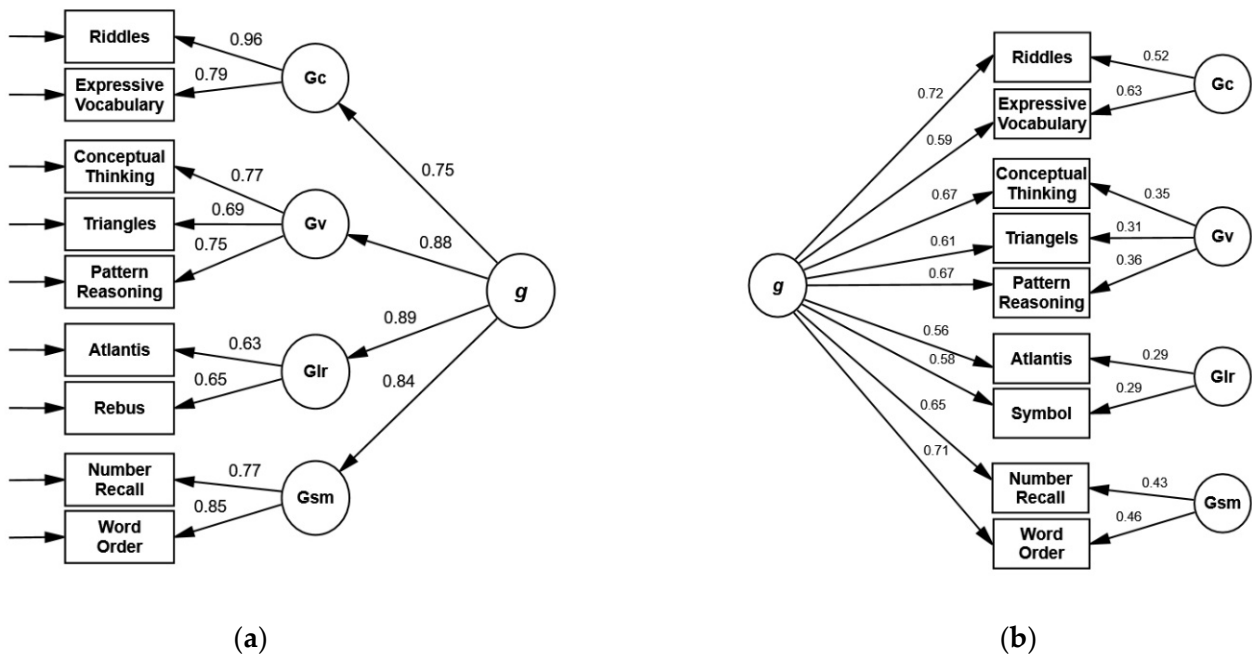 Riddles
0.96
0.79
Gc
Expressive
Vocabulary
0.75
Conceptual
Thinking
0.77
Triangles
0.69
Gv
0.75
Pattern
Reasoning
0.88
g
0.89
Atlantis
0.63
Glr
0.65
Rebus
0.84
Number
Recall
0.77
Gsm
0.85
Word
Order
(a)
Riddles
0.52
Gc
0.72
0.63
Expressive
Vocabulary
0.59
Conceptual
Thinking
0.67
0.35
Triangels
0.61
0.31
Gv
0.36
g
0.67
Pattern
Reasoning
0.56
Atlantis
0.29
Glr
0.58
0.29
Symbol
0.65
Number
Recall
0.43
Gsm
0.71
0.46
Word
Order
(b)